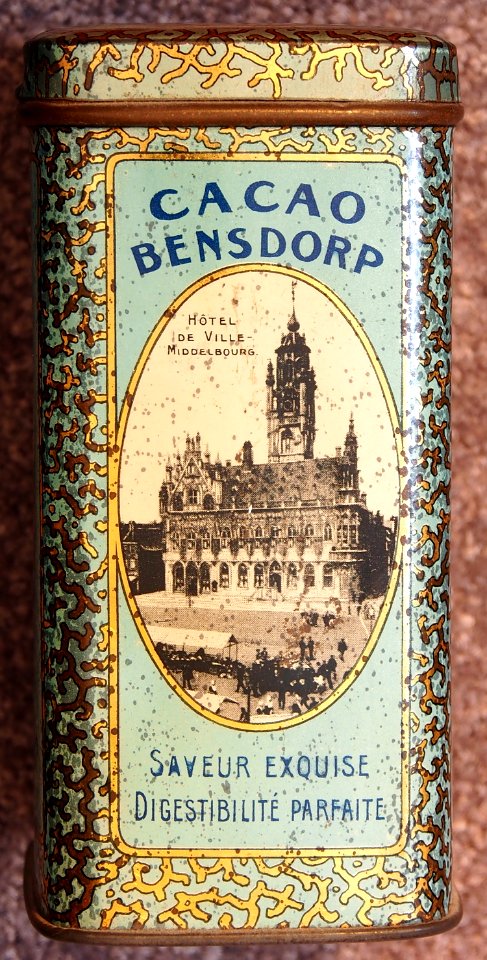 CACAO
BENSDORP
HÔTEL
DE VILLE-
MIDDELBOURG.
SAVEUR EXQUISE
DIGESTIBILITÉ PARFAITE